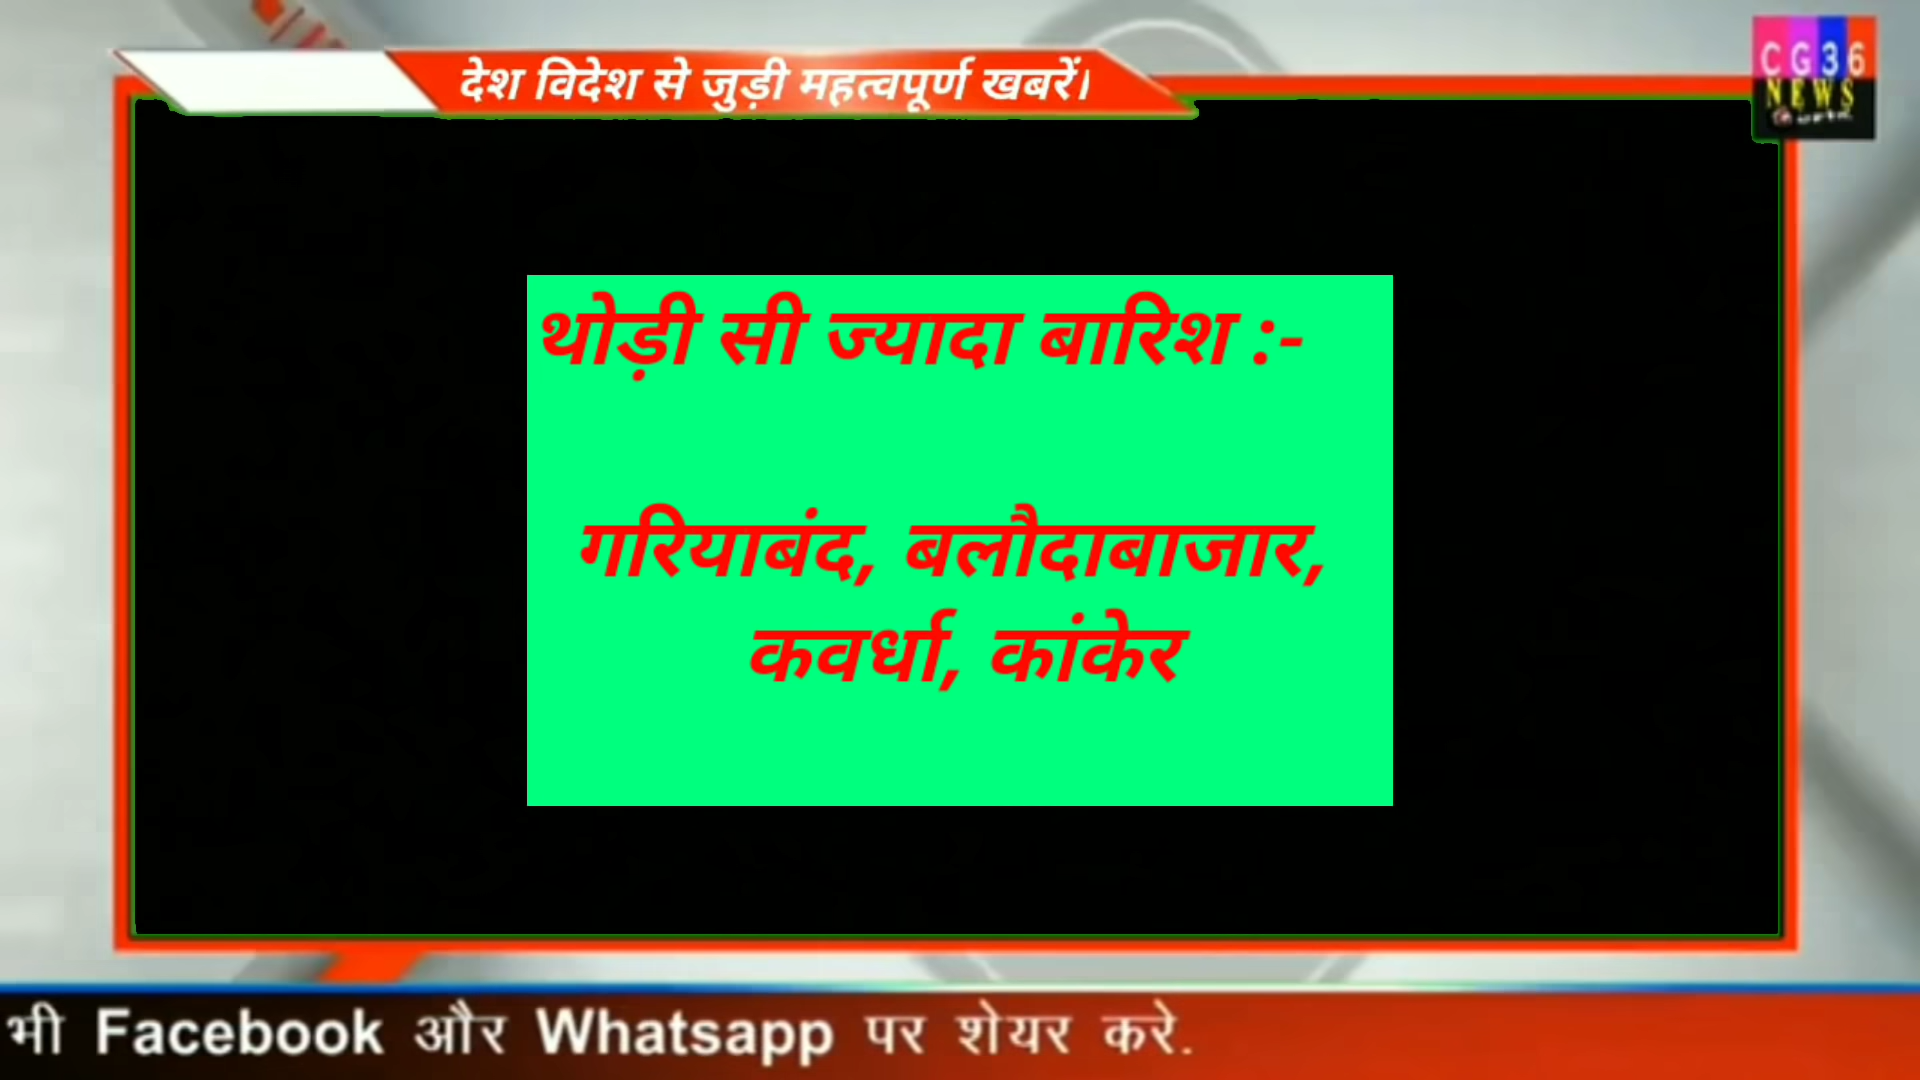 देश विदेश से जुड़ी महत्वपूर्ण खबरें।
CG36
NEWS
थोड़ी सी ज्यादा बारिश :-
गरियाबंद, बलौदाबाजार,
कवर्धा, कांकेर
भी Facebook और Whatsapp पर शेयर करे.